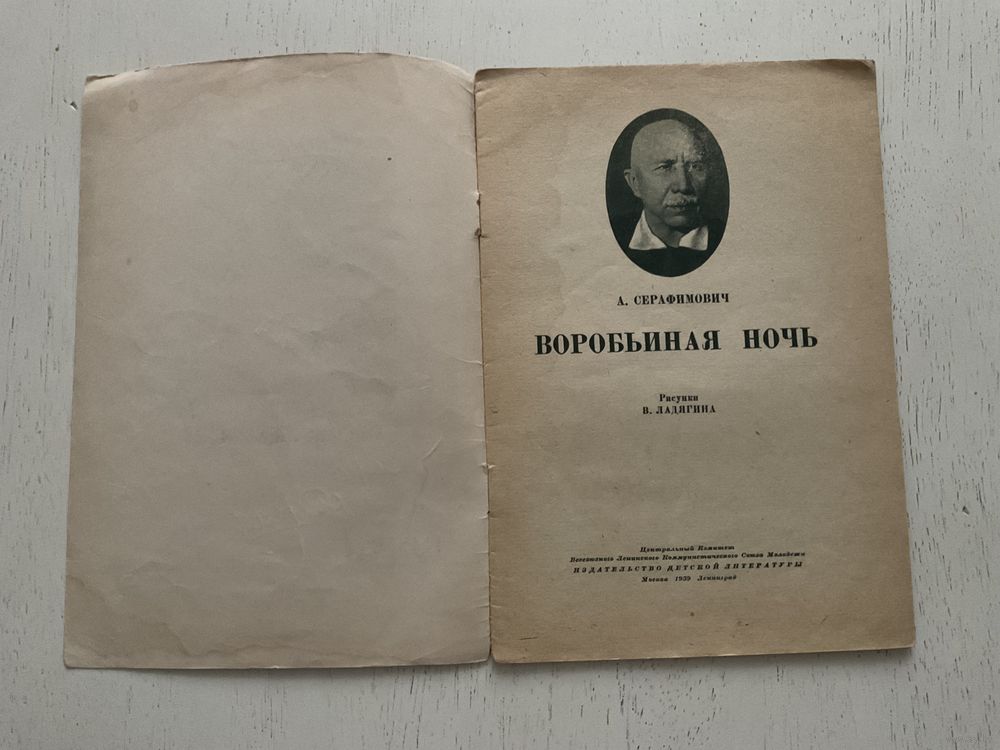 А. СЕРАФИМОВИЧ
ВОРОБЬИНАЯ НОЧЬ
Рисунки
В. ЛАДЯГИНА
Центральный Комитет
Всесоюзного Ленинского Коммунистического Союза Молодежи
ИЗДАТЕЛЬСТВО ДЕТСКОЙ ЛИТЕРАТУРЫ
Москва 1939 Ленинград